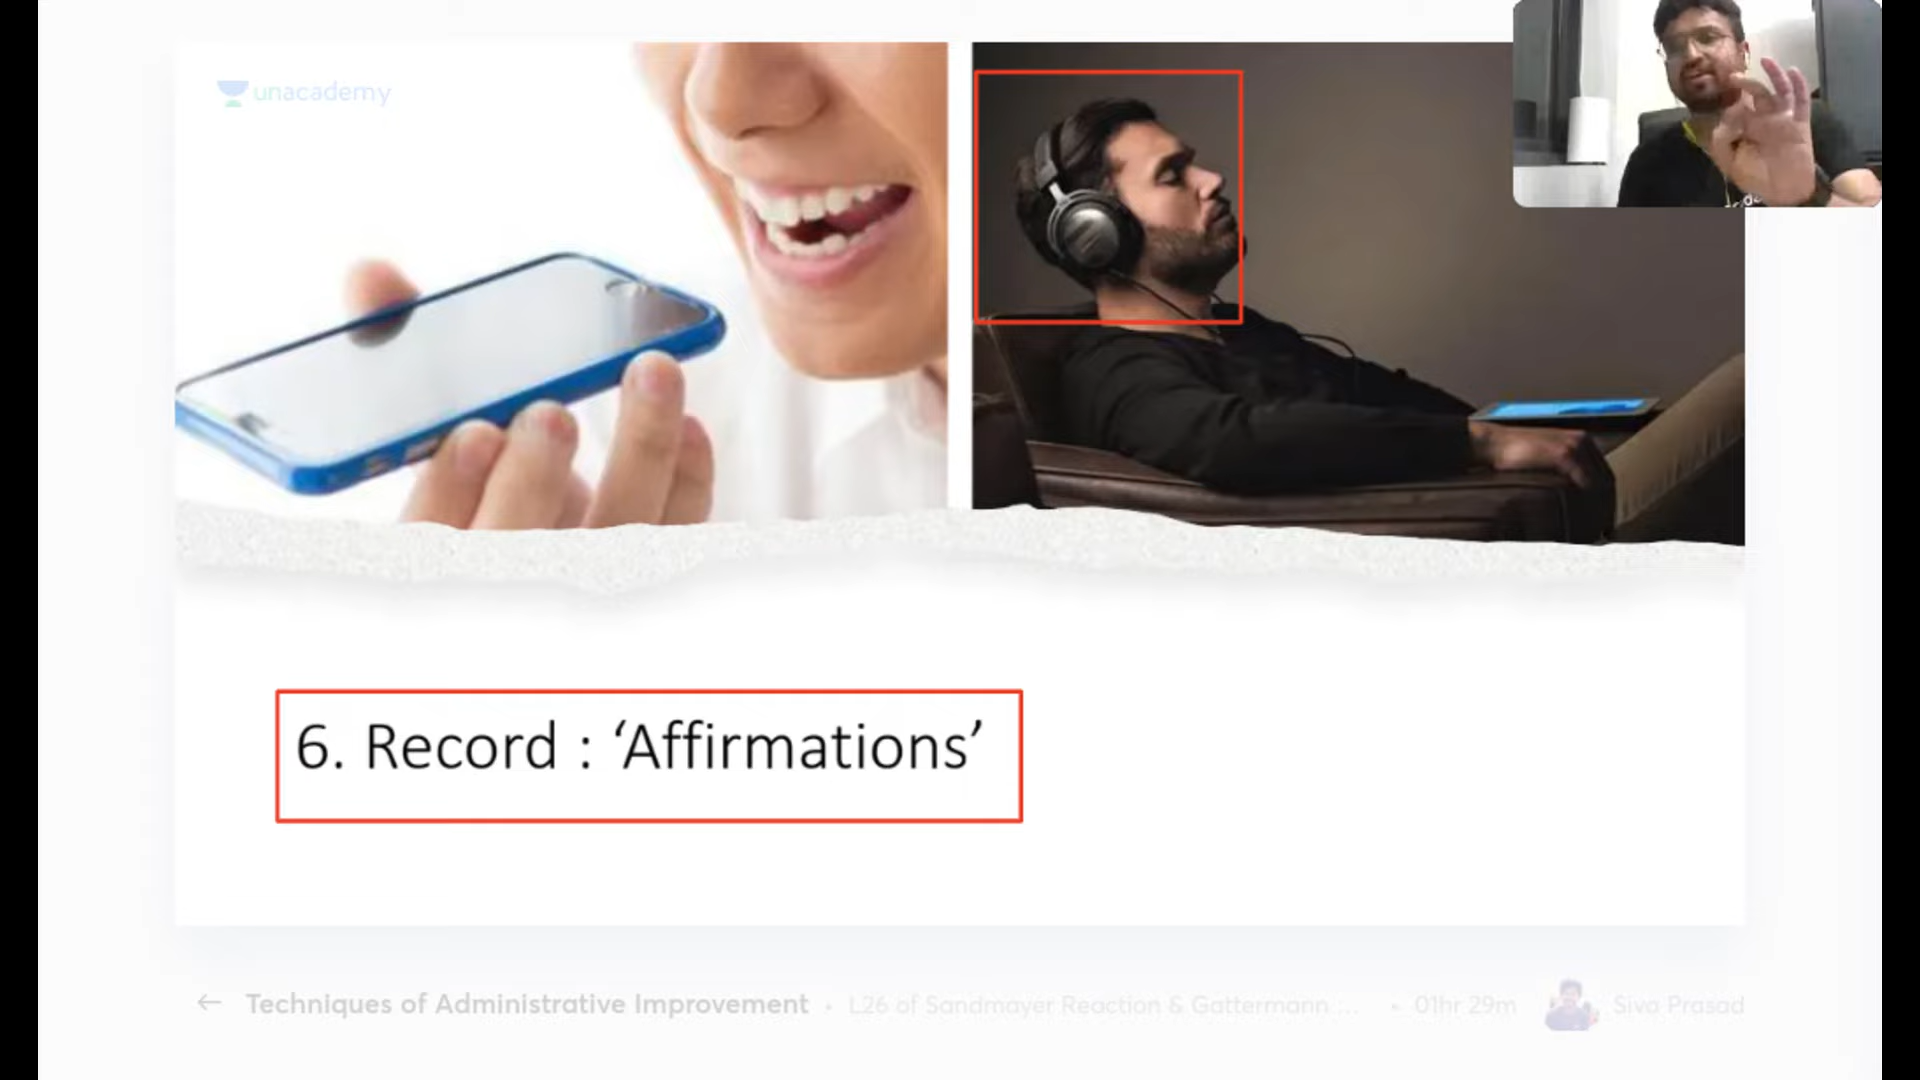 unacademy
6. Record : ‘Affirmations’
← Techniques of Administrative Improvement • L26 of Sandmayer Reaction & Gattermann :... • 01hr 29m Siva Prasad